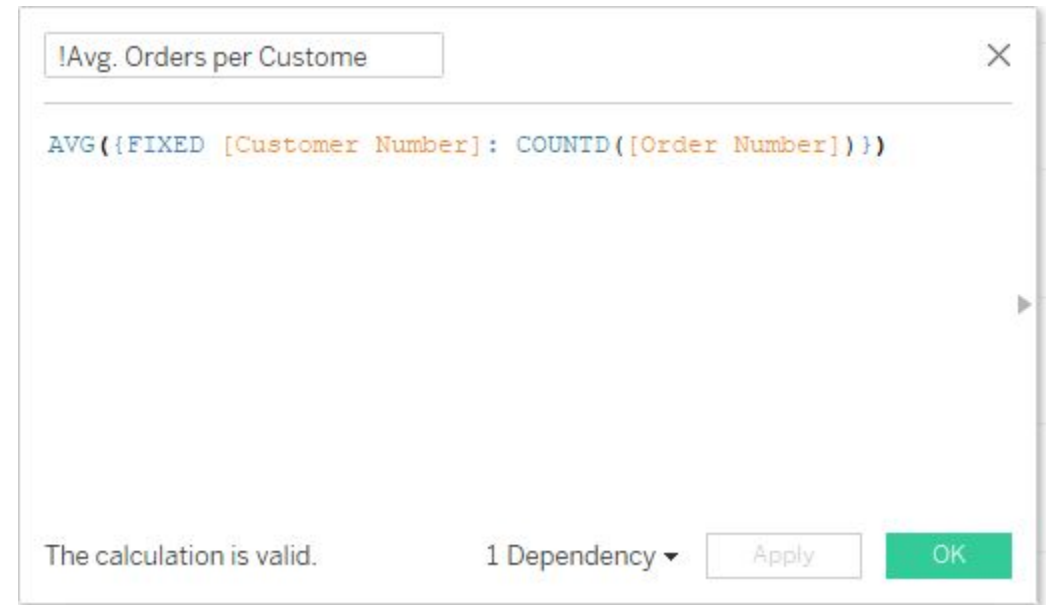 !Avg. Orders per Custome
AVG({FIXED [Customer Number]: COUNTD([Order Number])})
The calculation is valid. 1 Dependency Apply OK